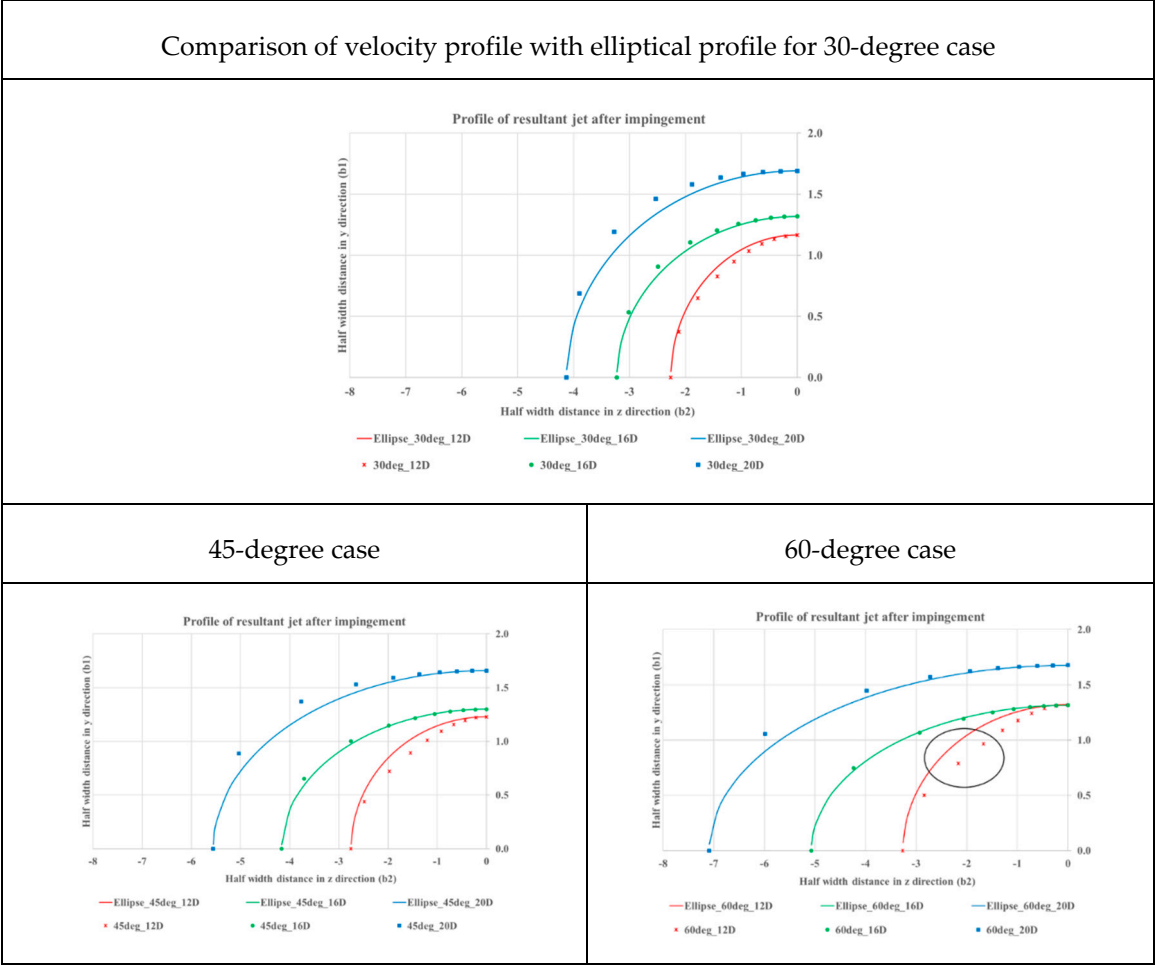 Comparison of velocity profile with elliptical profile for 30-degree case
Profile of resultant jet after impingement
Half width distance in y direction (b1)
2.0
1.5
1.0
0.5
0.0
-8 -7 -6 -5 -4 -3 -2 -1 0
Half width distance in z direction (b2)
Ellipse_30deg_12D Ellipse_30deg_16D Ellipse_30deg_20D
30deg_12D 30deg_16D 30deg_20D
45-degree case
Profile of resultant jet after impingement
Half width distance in y direction (b1)
2.0
1.5
1.0
0.5
0.0
-8 -7 -6 -5 -4 -3 -2 -1 0
Half width distance in z direction (b2)
Ellipse_45deg_12D Ellipse_45deg_16D Ellipse_45deg_20D
45deg_12D 45deg_16D 45deg_20D
60-degree case
Profile of resultant jet after impingement
Half width distance in y direction (b1)
2.0
1.5
1.0
0.5
0.0
-8 -7 -6 -5 -4 -3 -2 -1 0
Half width distance in z direction (b2)
Ellipse_60deg_12D Ellipse_60deg_16D Ellipse_60deg_20D
60deg_12D 60deg_16D 60deg_20D